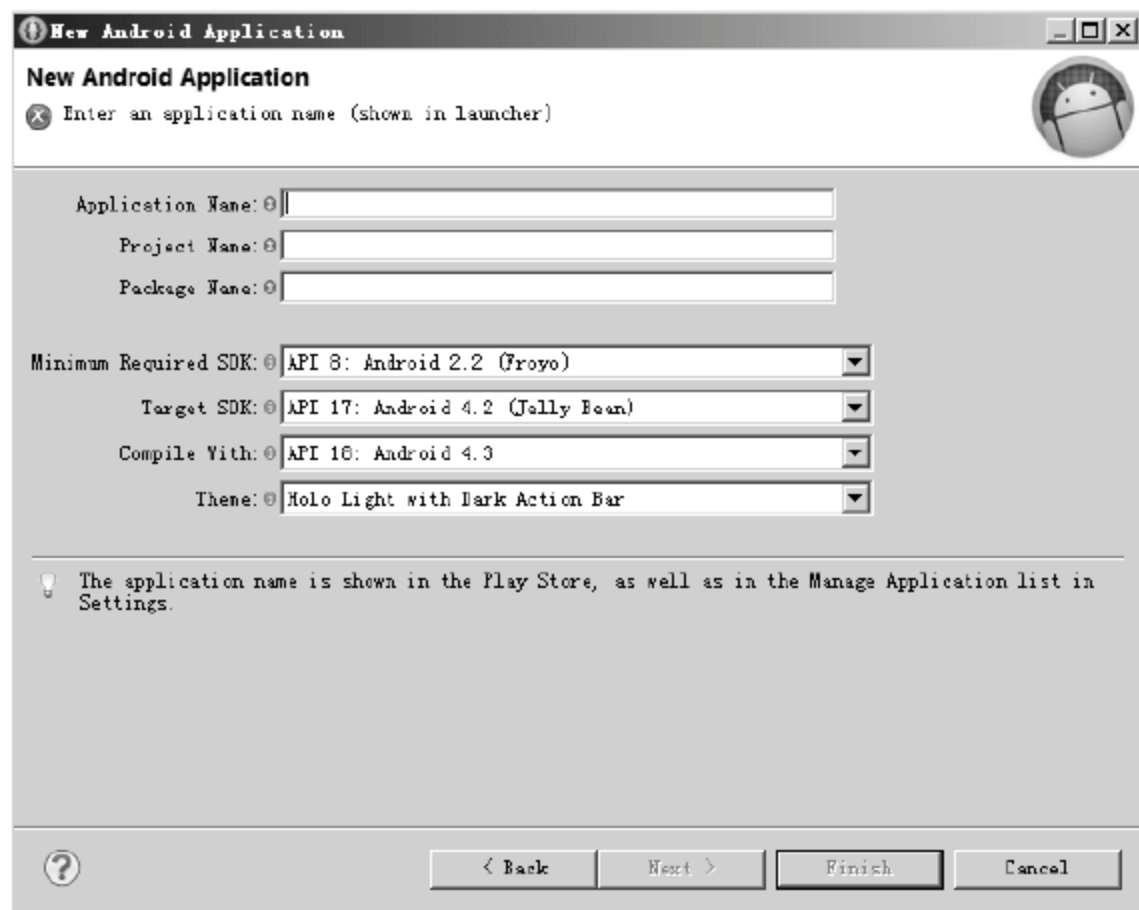 New Android Application
New Android Application
Enter an application name (shown in launcher)
Application Name:
Project Name:
Package Name:
Minimum Required SDK: API 8: Android 2.2 (Froyo)
Target SDK: API 17: Android 4.2 (Jelly Bean)
Compile With: API 18: Android 4.3
Theme: Holo Light with Dark Action Bar
The application name is shown in the Play Store, as well as in the Manage Application list in
Settings.
? < Back Next > Finish Cancel